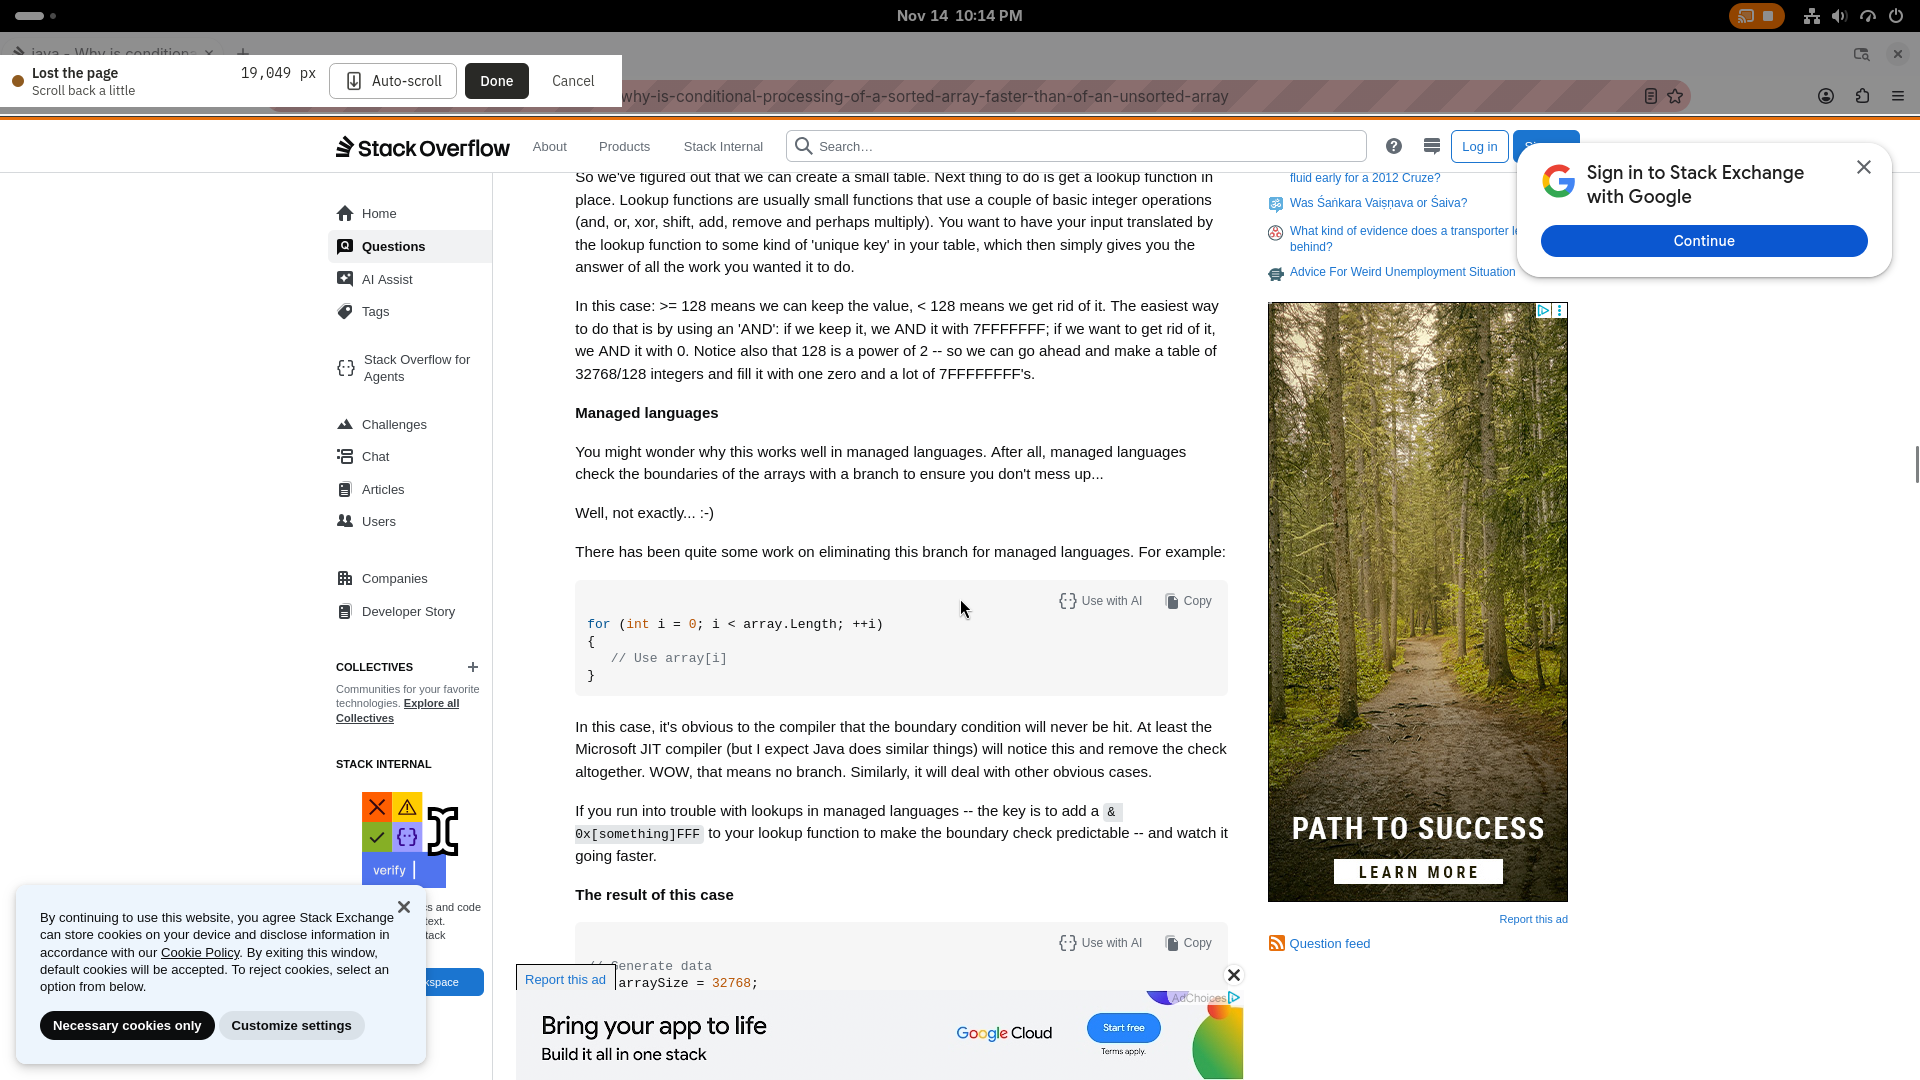 Nov 14 10:14 PM
java - Why is condition
Lost the page
Scroll back a little
19,049 px
Auto-scroll
Done
Cancel
why-is-conditional-processing-of-a-sorted-array-faster-than-of-an-unsorted-array
Stack Overflow
About
Products
Stack Internal
Search…
Log in
Sign in to Stack Exchange
with Google
Continue
Home
Questions
AI Assist
Tags
Stack Overflow for
Agents
Challenges
Chat
Articles
Users
Companies
Developer Story
COLLECTIVES
Communities for your favorite
technologies. Explore all
Collectives
STACK INTERNAL
verify
s and code
text.
tack
kspace
So we've figured out that we can create a small table. Next thing to do is get a lookup function in
place. Lookup functions are usually small functions that use a couple of basic integer operations
(and, or, xor, shift, add, remove and perhaps multiply). You want to have your input translated by
the lookup function to some kind of 'unique key' in your table, which then simply gives you the
answer of all the work you wanted it to do.
In this case: >= 128 means we can keep the value, < 128 means we get rid of it. The easiest way
to do that is by using an 'AND': if we keep it, we AND it with 7FFFFFFF; if we want to get rid of it,
we AND it with 0. Notice also that 128 is a power of 2 -- so we can go ahead and make a table of
32768/128 integers and fill it with one zero and a lot of 7FFFFFFFF's.
Managed languages
You might wonder why this works well in managed languages. After all, managed languages
check the boundaries of the arrays with a branch to ensure you don't mess up...
Well, not exactly... :-)
There has been quite some work on eliminating this branch for managed languages. For example:
Use with AI
Copy
for (int i = 0; i < array.Length; ++i)
{
// Use array[i]
}
In this case, it's obvious to the compiler that the boundary condition will never be hit. At least the
Microsoft JIT compiler (but I expect Java does similar things) will notice this and remove the check
altogether. WOW, that means no branch. Similarly, it will deal with other obvious cases.
If you run into trouble with lookups in managed languages -- the key is to add a &
0x[something]FFF to your lookup function to make the boundary check predictable -- and watch it
going faster.
The result of this case
Use with AI
Copy
// Generate data
arraySize = 32768;
fluid early for a 2012 Cruze?
Was Śaṅkara Vaiṣṇava or Śaiva?
What kind of evidence does a transporter le
behind?
Advice For Weird Unemployment Situation
PATH TO SUCCESS
LEARN MORE
Report this ad
Question feed
By continuing to use this website, you agree Stack Exchange
can store cookies on your device and disclose information in
accordance with our Cookie Policy. By exiting this window,
default cookies will be accepted. To reject cookies, select an
option from below.
Necessary cookies only
Customize settings
Report this ad
AdChoices
Bring your app to life
Build it all in one stack
Google Cloud
Start free
Terms apply.